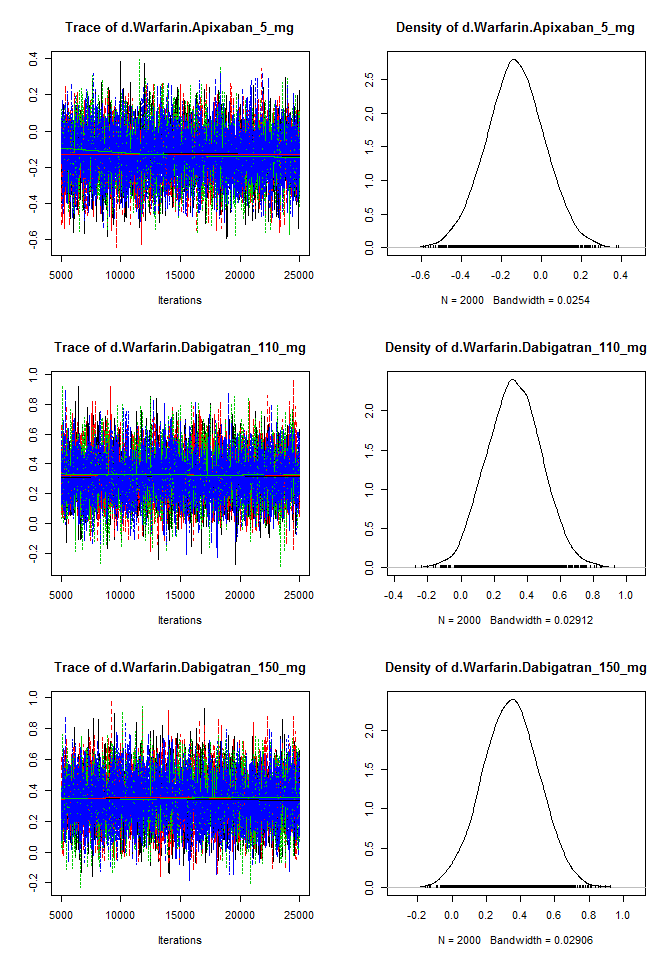 Trace of d.Warfarin.Apixaban_5_mg
0.4
0.2
0.0
-0.2
-0.4
-0.6
5000 10000 15000 20000 25000
Iterations
Density of d.Warfarin.Apixaban_5_mg
2.5
2.0
1.5
1.0
0.5
0.0
-0.6 -0.4 -0.2 0.0 0.2 0.4
N = 2000 Bandwidth = 0.0254
Trace of d.Warfarin.Dabigatran_110_mg
1.0
0.8
0.6
0.4
0.2
0.0
-0.2
5000 10000 15000 20000 25000
Iterations
Density of d.Warfarin.Dabigatran_110_mg
2.0
1.5
1.0
0.5
0.0
-0.4 -0.2 0.0 0.2 0.4 0.6 0.8 1.0
N = 2000 Bandwidth = 0.02912
Trace of d.Warfarin.Dabigatran_150_mg
1.0
0.8
0.6
0.4
0.2
0.0
-0.2
5000 10000 15000 20000 25000
Iterations
Density of d.Warfarin.Dabigatran_150_mg
2.0
1.5
1.0
0.5
0.0
-0.2 0.0 0.2 0.4 0.6 0.8 1.0
N = 2000 Bandwidth = 0.02906